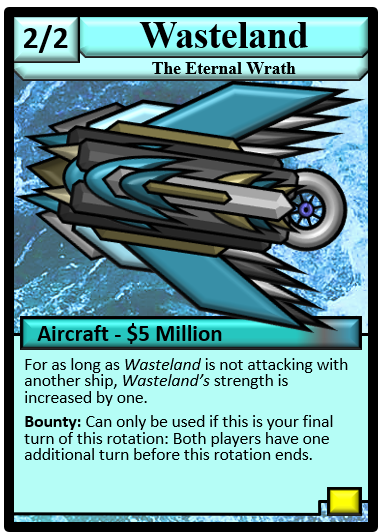 2/2
Wasteland
The Eternal Wrath
Aircraft - $5 Million
For as long as Wasteland is not attacking with
another ship, Wasteland's strength is
increased by one.
Bounty: Can only be used if this is your final
turn of this rotation: Both players have one
additional turn before this rotation ends.